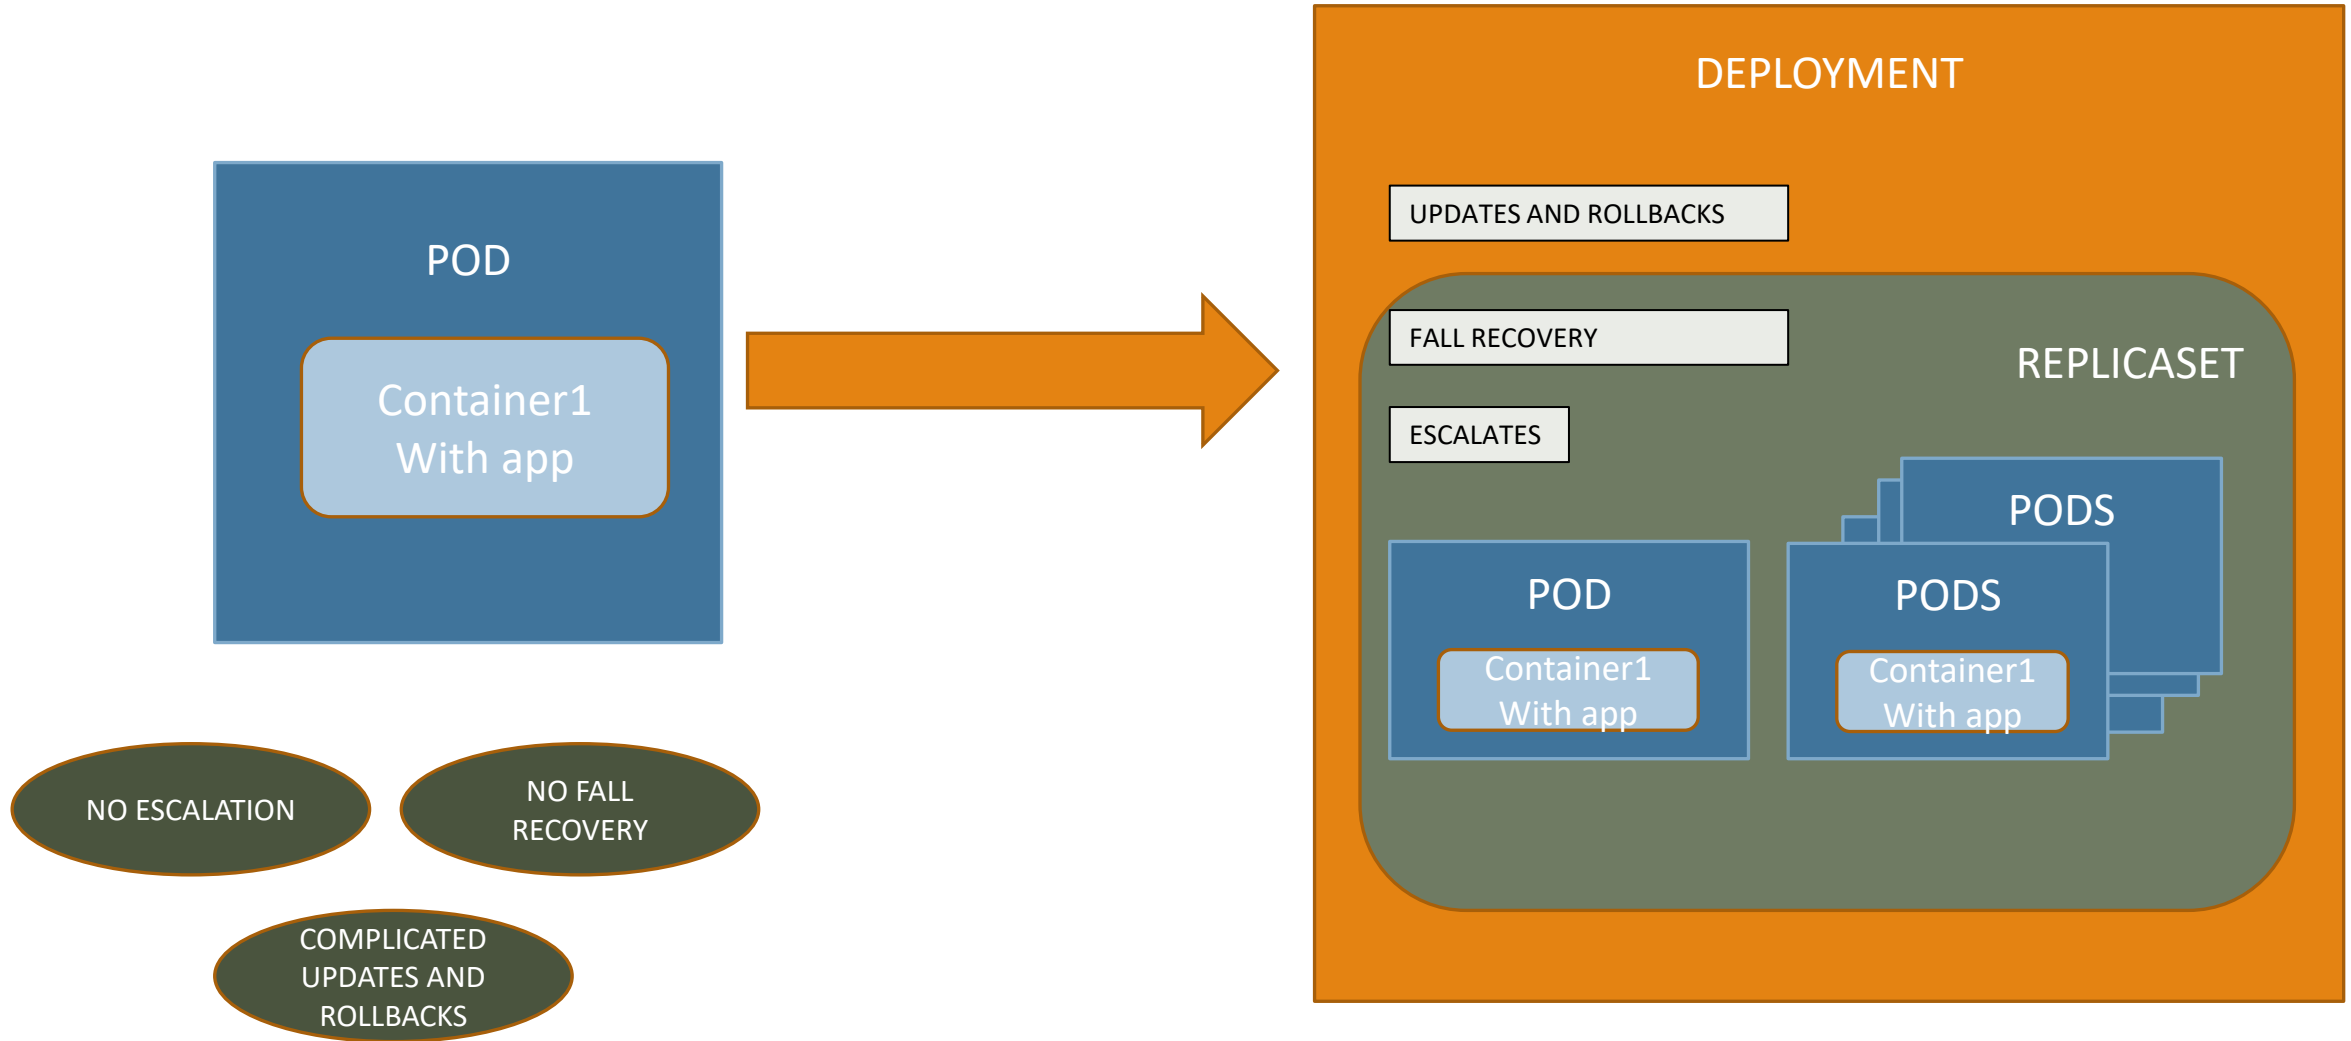 POD
Container1
With app
NO ESCALATION
NO FALL
RECOVERY
COMPLICATED
UPDATES AND
ROLLBACKS
DEPLOYMENT
UPDATES AND ROLLBACKS
FALL RECOVERY
REPLICASET
ESCALATES
PODS
POD
Container1
With app
PODS
Container1
With app